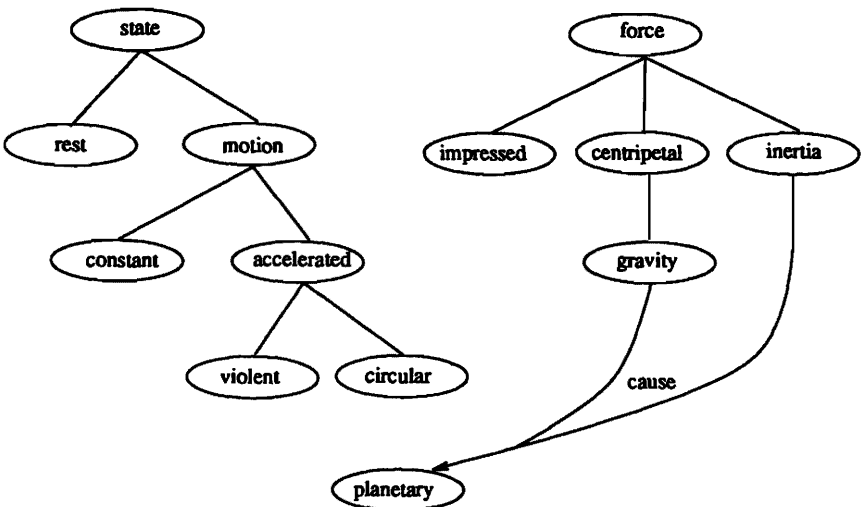 state
force
rest
motion
impressed
centripetal
inertia
constant
accelerated
gravity
violent
circular
cause
planetary